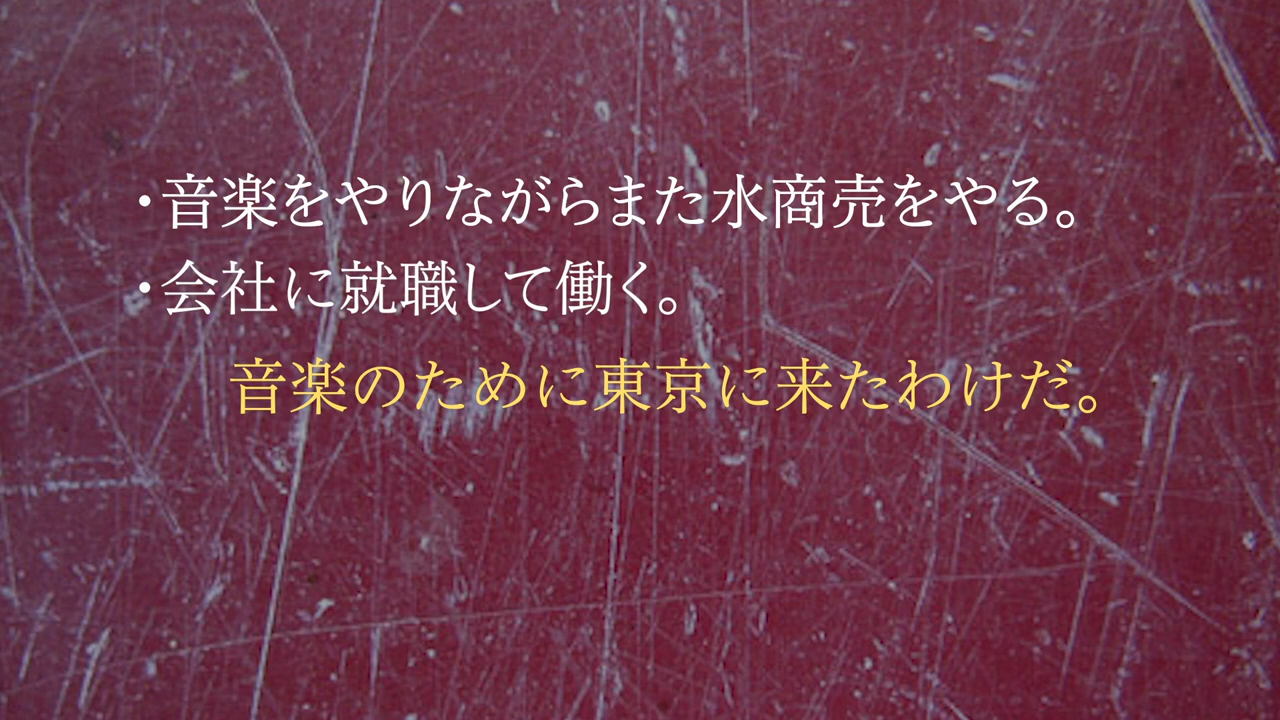 ・音楽をやりながらまた水商売をやる。
・会社に就職して働く。
音楽のために東京に来たわけだ。